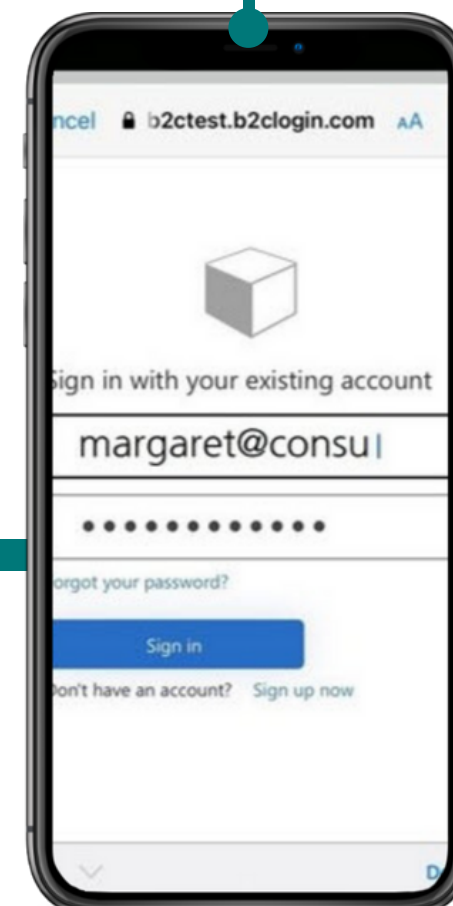 ncel b2ctest.b2clogin.com AA
Sign in with your existing account
margaret@consu
orgot your password?
Sign in
Don't have an account? Sign up now
D